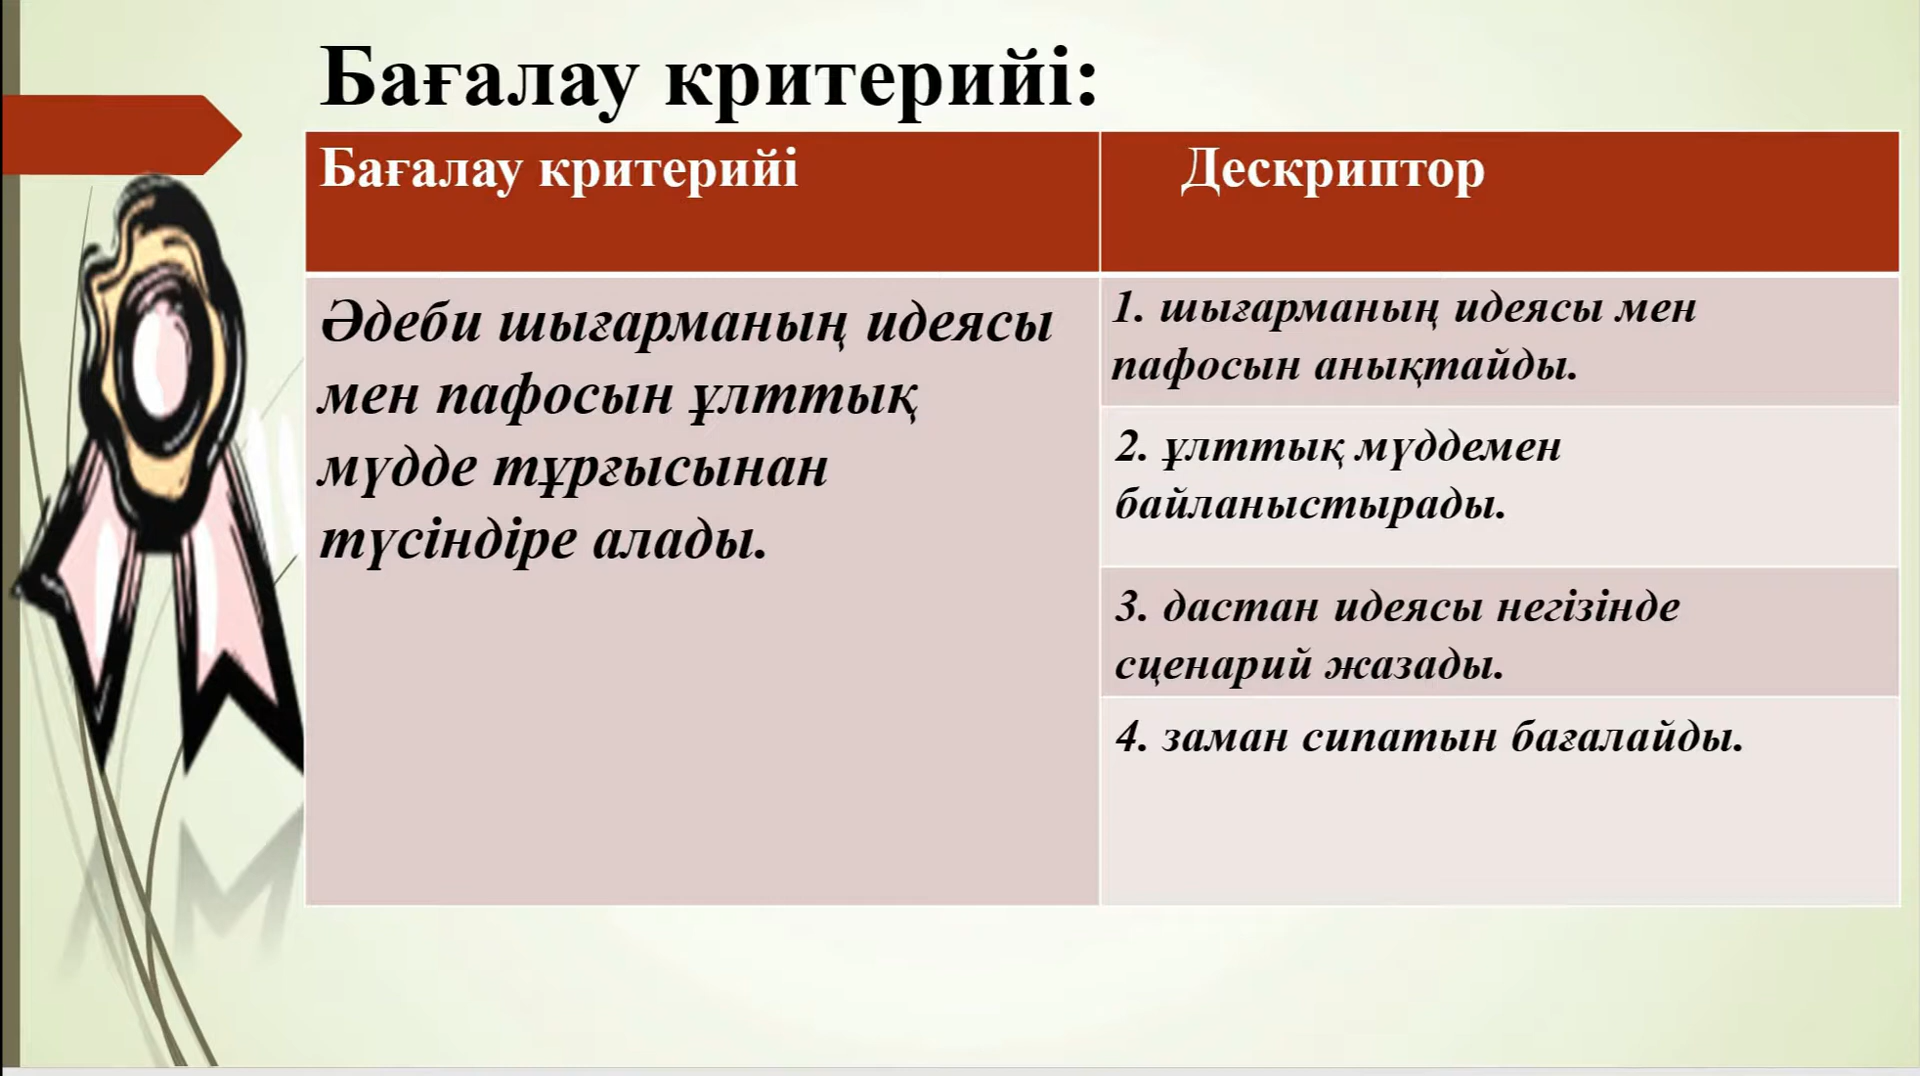 Бағалау критерийі:
Бағалау критерийі
Дескриптор
Әдеби шығарманың идеясы
мен пафосын ұлттық
мүдде тұрғысынан
түсіндіре алады.
1. шығарманың идеясы мен
пафосын анықтайды.
2. ұлттық мүддемен
байланыстырады.
3. дастан идеясы негізінде
сценарий жазады.
4. заман сипатын бағалайды.